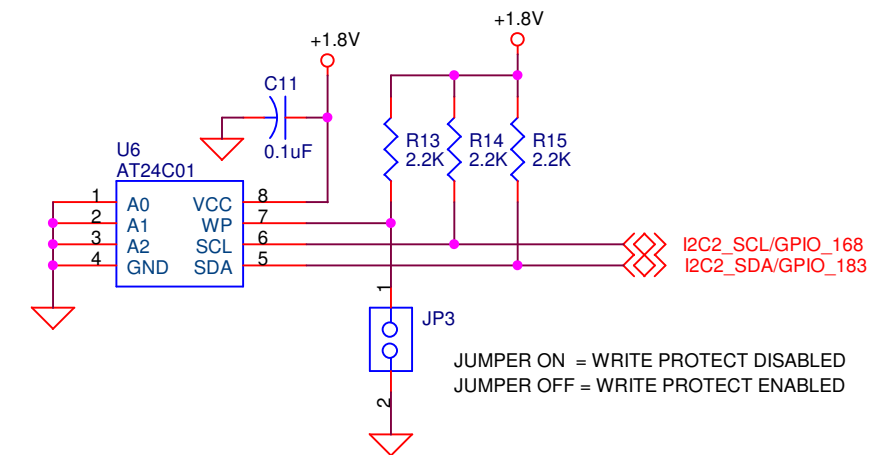 +1.8V
+1.8V
C11
0.1uF
R13
2.2K
R14
2.2K
R15
2.2K
U6
AT24C01
1 A0 VCC 8
2 A1 WP 7
3 A2 SCL 6
4 GND SDA 5
I2C2_SCL/GPIO_168
I2C2_SDA/GPIO_183
1
JP3
2
JUMPER ON = WRITE PROTECT DISABLED
JUMPER OFF = WRITE PROTECT ENABLED